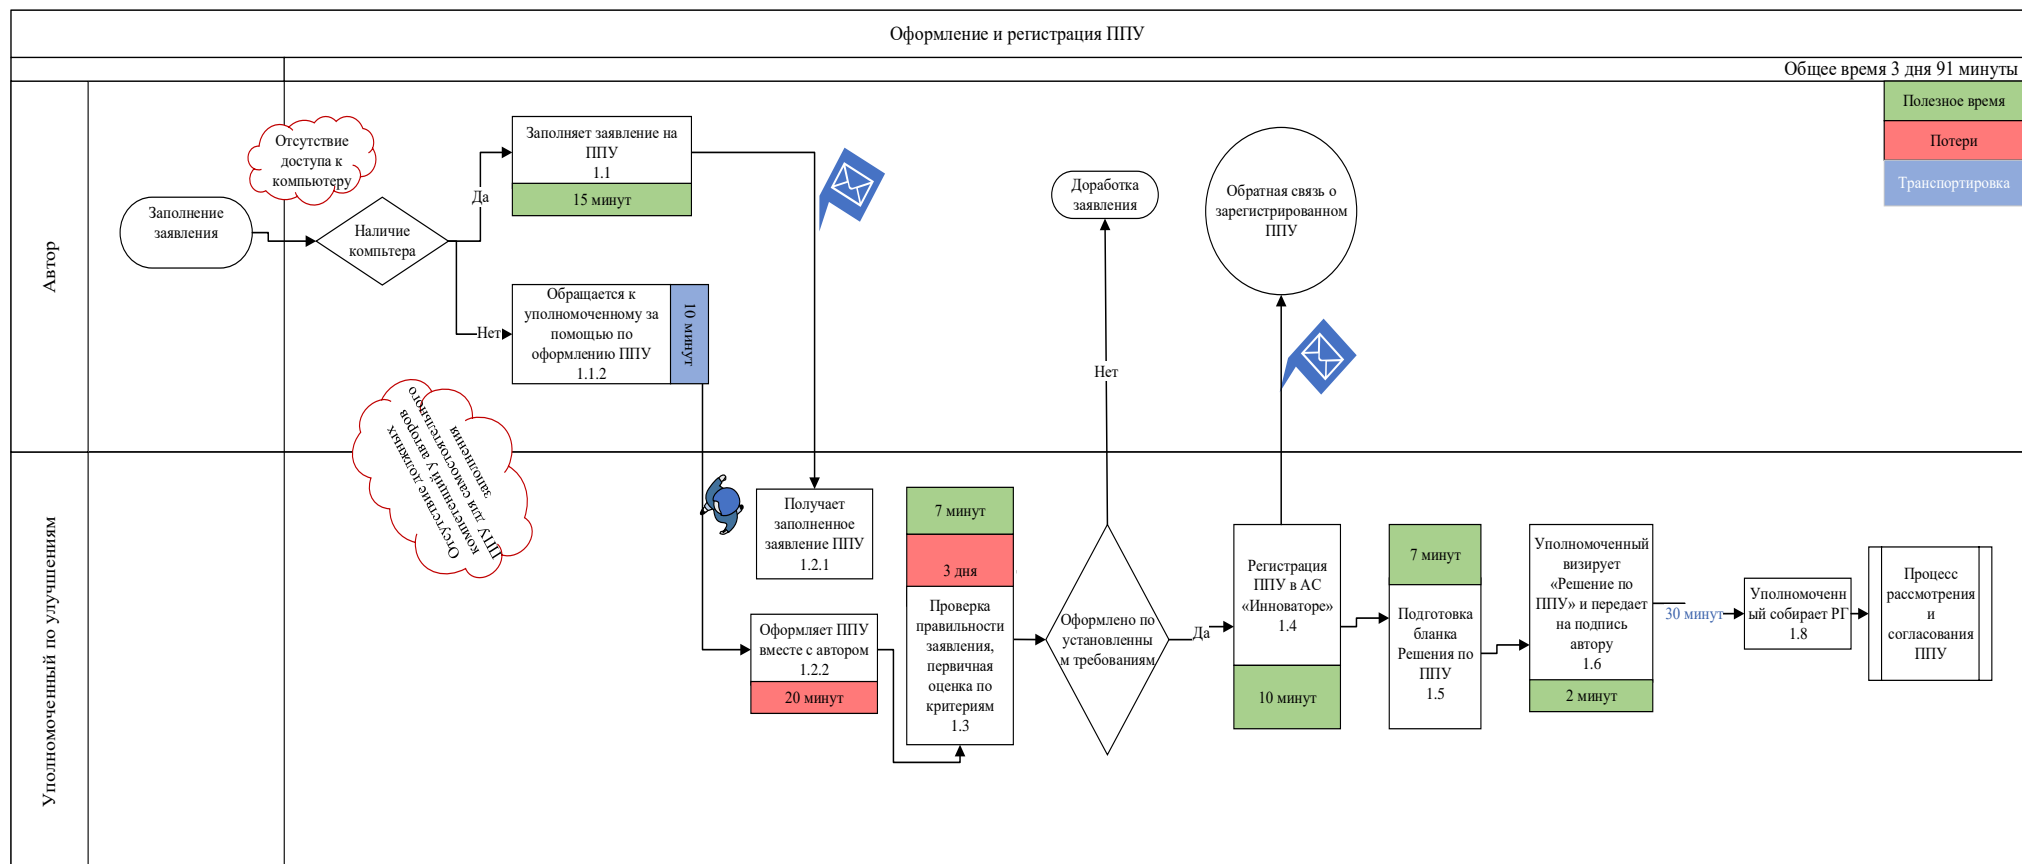 Оформление и регистрация ППУ
Общее время 3 дня 91 минуты
Полезное время
Потери
Транспортировка
Автор
Заполнение
заявления
Отсутствие
доступа к
компьютеру
Наличие
компьтера
Да
Нет
Заполняет заявление на
ППУ
1.1
15 минут
Обращается к
уполномоченному за
помощью по
оформлению ППУ
1.1.2
10 минут
Доработка
заявления
Нет
Обратная связь о
зарегистрированном
ППУ
Уполномоченный по улучшениям
Отсутствие должных
компетенций у авторов
ППУ для самостоятельного
заполнения
Получает
заполненное
заявление ППУ
1.2.1
Оформляет ППУ
вместе с автором
1.2.2
20 минут
7 минут
3 дня
Проверка
правильности
заявления,
первичная
оценка по
критериям
1.3
Оформлено по
установленны
м требованиям
Да
Регистрация
ППУ в АС
«Инноваторе»
1.4
10 минут
7 минут
Подготовка
бланка
Решения по
ППУ
1.5
Уполномоченный
визирует
«Решение по
ППУ» и передает
на подпись
автору
1.6
2 минут
30 минут
Уполномоченн
ый собирает РГ
1.8
Процесс
рассмотрения
и
согласования
ППУ